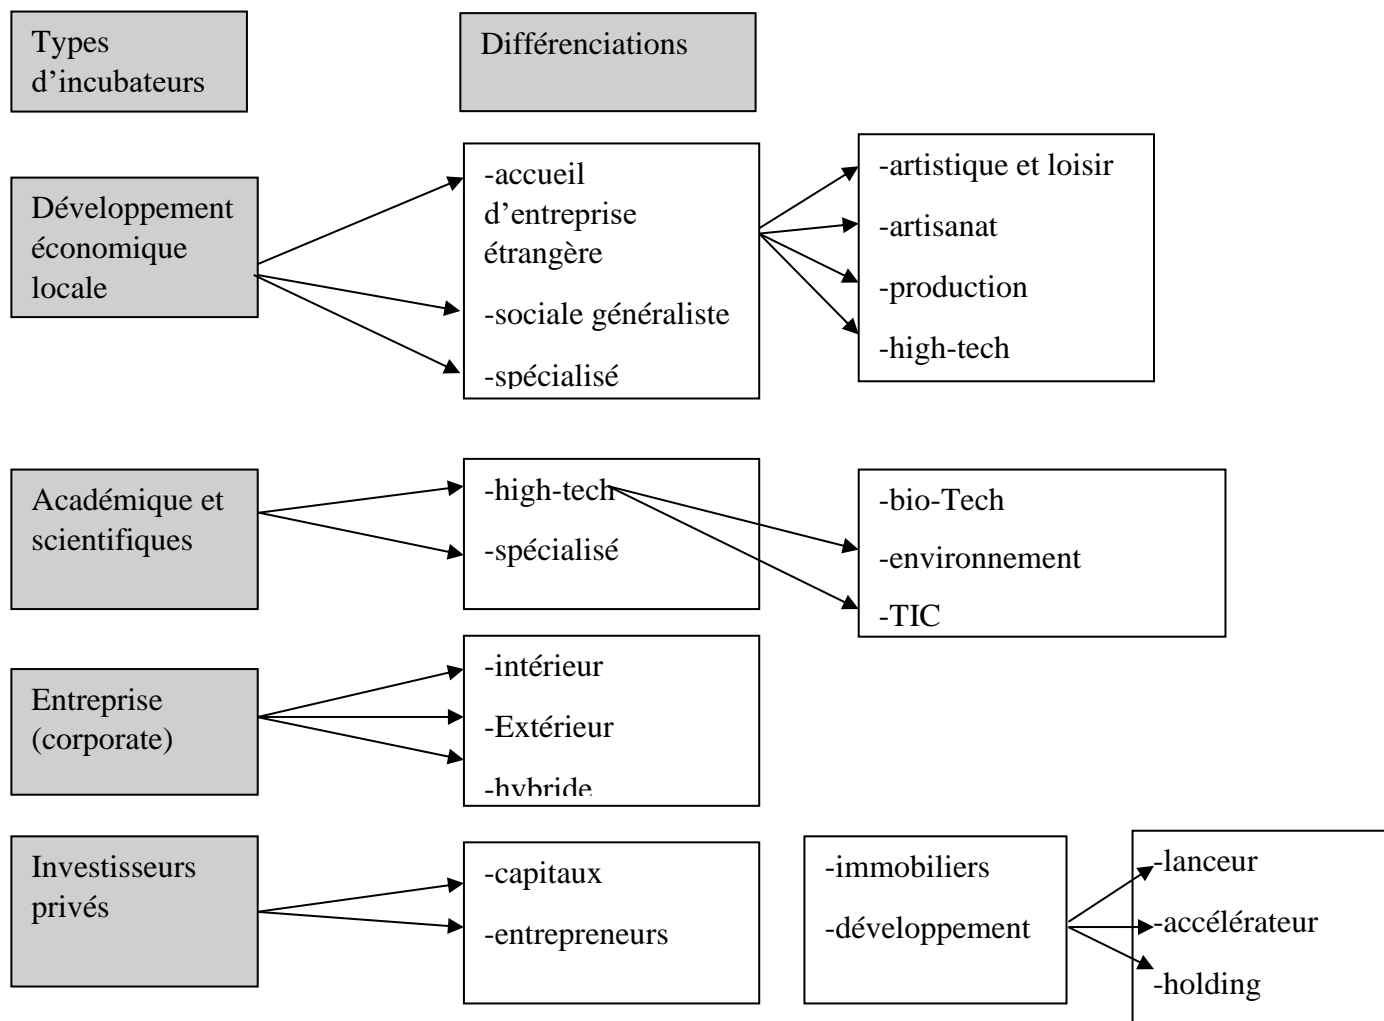 Types
d’incubateurs
Différenciations
Développement
économique
locale
-accueil
d’entreprise
étrangère
-sociale généraliste
-spécialisé
-artistique et loisir
-artisanat
-production
-high-tech
Académique et
scientifiques
-high-tech
-spécialisé
-bio-Tech
-environnement
-TIC
Entreprise
(corporate)
-intérieur
-Extérieur
-hybride
Investisseurs
privés
-capitaux
-entrepreneurs
-immobiliers
-développement
-lanceur
-accélérateur
-holding